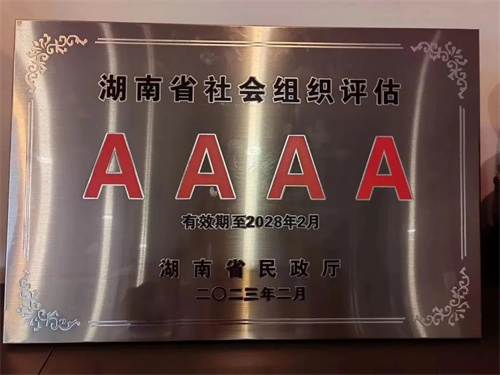 湖南省社会组织评估
AAAA
有效期至2028年2月
湖南省民政厅
二〇二三年二月